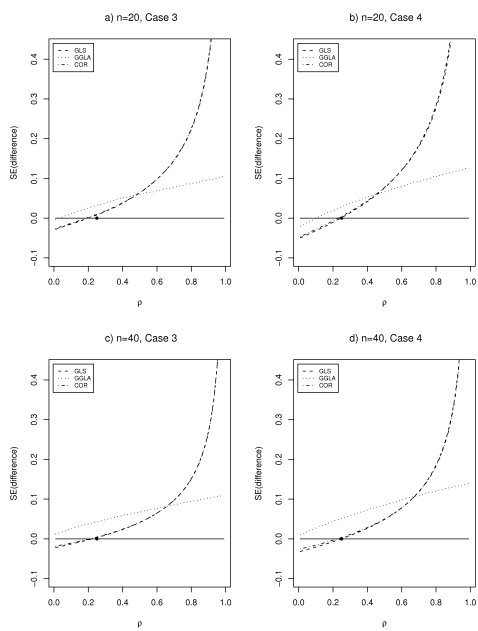 a) n=20, Case 3
GLS
GGLA
COR
SE(difference)
−0.1 0.0 0.1 0.2 0.3 0.4
0.0 0.2 0.4 0.6 0.8 1.0
ρ
b) n=20, Case 4
GLS
GGLA
COR
SE(difference)
−0.1 0.0 0.1 0.2 0.3 0.4
0.0 0.2 0.4 0.6 0.8 1.0
ρ
c) n=40, Case 3
GLS
GGLA
COR
SE(difference)
−0.1 0.0 0.1 0.2 0.3 0.4
0.0 0.2 0.4 0.6 0.8 1.0
ρ
d) n=40, Case 4
GLS
GGLA
COR
SE(difference)
−0.1 0.0 0.1 0.2 0.3 0.4
0.0 0.2 0.4 0.6 0.8 1.0
ρ